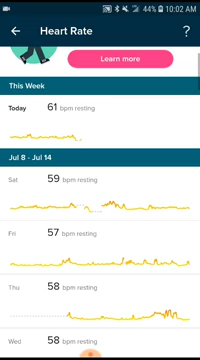 44% 10:02 AM
Heart Rate ?
Learn more
This Week
Today 61 bpm resting
Jul 8 - Jul 14
Sat 59 bpm resting
Fri 57 bpm resting
Thu 58 bpm resting
Wed 58 bpm resting